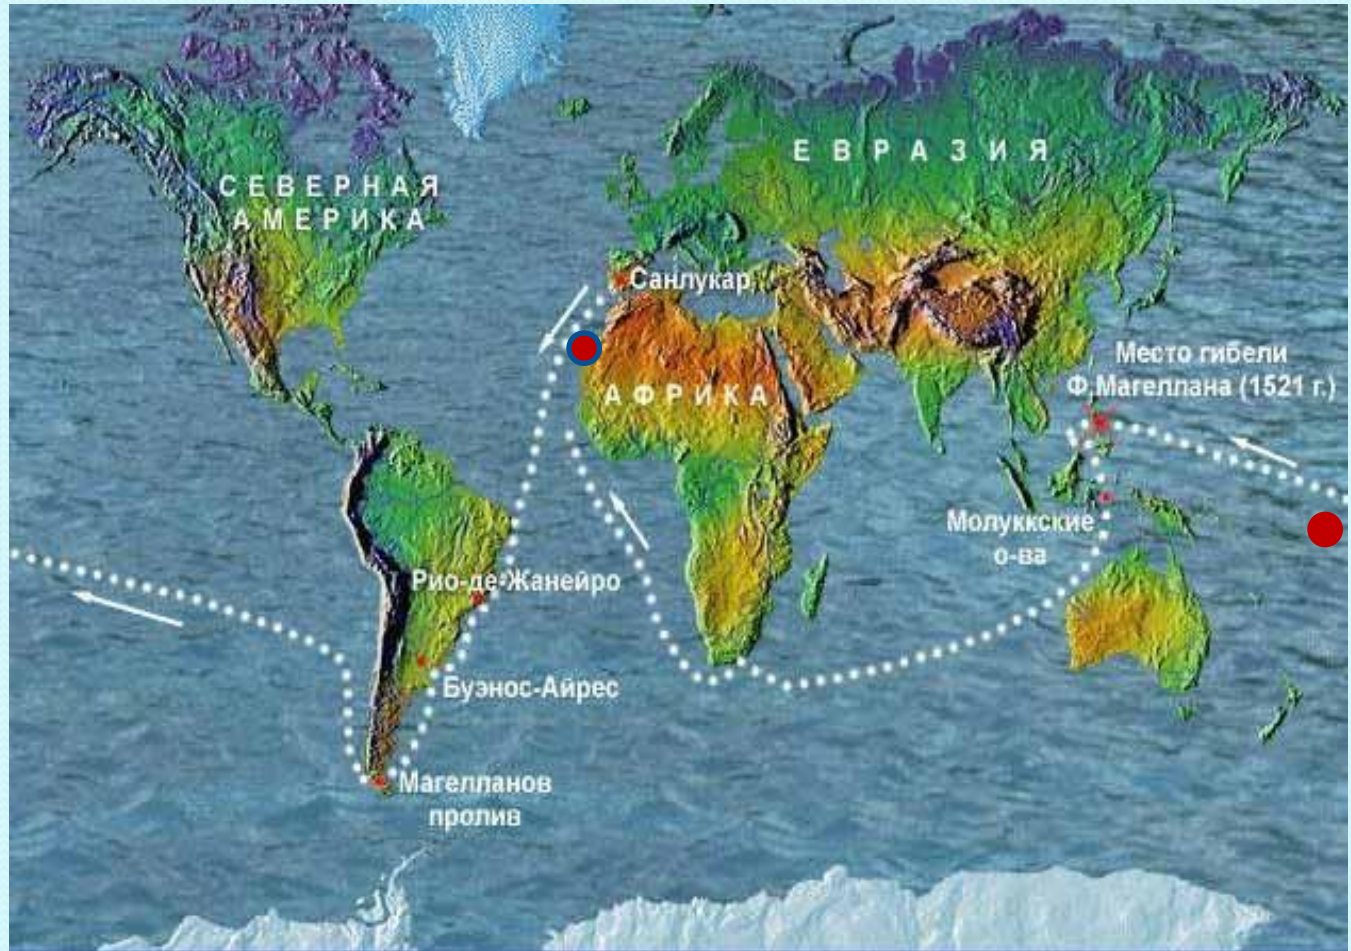 ЕВРАЗИЯ
СЕВЕРНАЯ
АМЕРИКА
Санлукар
Место гибели
Ф.Магеллана (1521 г.)
АФРИКА
Молуккские
о-ва
Рио-де-Жанейро
Буэнос-Айрес
Магелланов
пролив